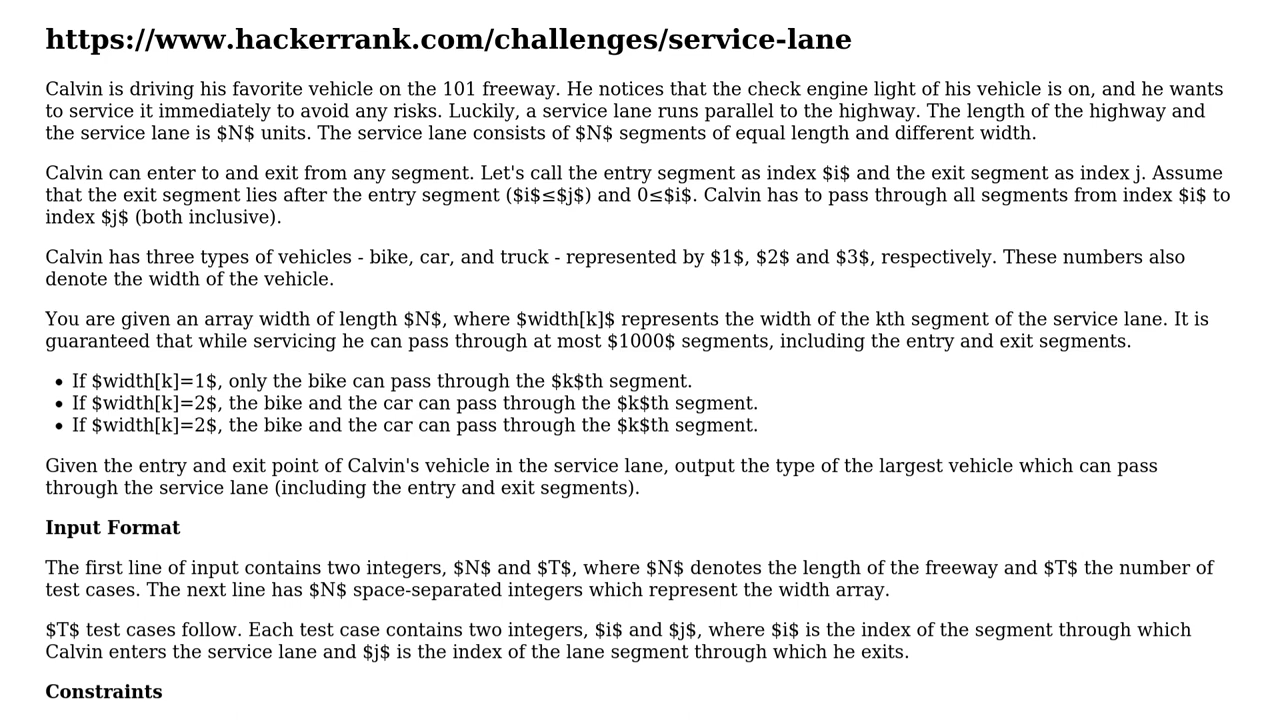 https://www.hackerrank.com/challenges/service-lane
Calvin is driving his favorite vehicle on the 101 freeway. He notices that the check engine light of his vehicle is on, and he wants
to service it immediately to avoid any risks. Luckily, a service lane runs parallel to the highway. The length of the highway and
the service lane is $N$ units. The service lane consists of $N$ segments of equal length and different width.
Calvin can enter to and exit from any segment. Let's call the entry segment as index $i$ and the exit segment as index j. Assume
that the exit segment lies after the entry segment ($i$≤$j$) and 0≤$i$. Calvin has to pass through all segments from index $i$ to
index $j$ (both inclusive).
Calvin has three types of vehicles - bike, car, and truck - represented by $1$, $2$ and $3$, respectively. These numbers also
denote the width of the vehicle.
You are given an array width of length $N$, where $width[k]$ represents the width of the kth segment of the service lane. It is
guaranteed that while servicing he can pass through at most $1000$ segments, including the entry and exit segments.
• If $width[k]=1$, only the bike can pass through the $k$th segment.
• If $width[k]=2$, the bike and the car can pass through the $k$th segment.
• If $width[k]=2$, the bike and the car can pass through the $k$th segment.
Given the entry and exit point of Calvin's vehicle in the service lane, output the type of the largest vehicle which can pass
through the service lane (including the entry and exit segments).
Input Format
The first line of input contains two integers, $N$ and $T$, where $N$ denotes the length of the freeway and $T$ the number of
test cases. The next line has $N$ space-separated integers which represent the width array.
$T$ test cases follow. Each test case contains two integers, $i$ and $j$, where $i$ is the index of the segment through which
Calvin enters the service lane and $j$ is the index of the lane segment through which he exits.
Constraints